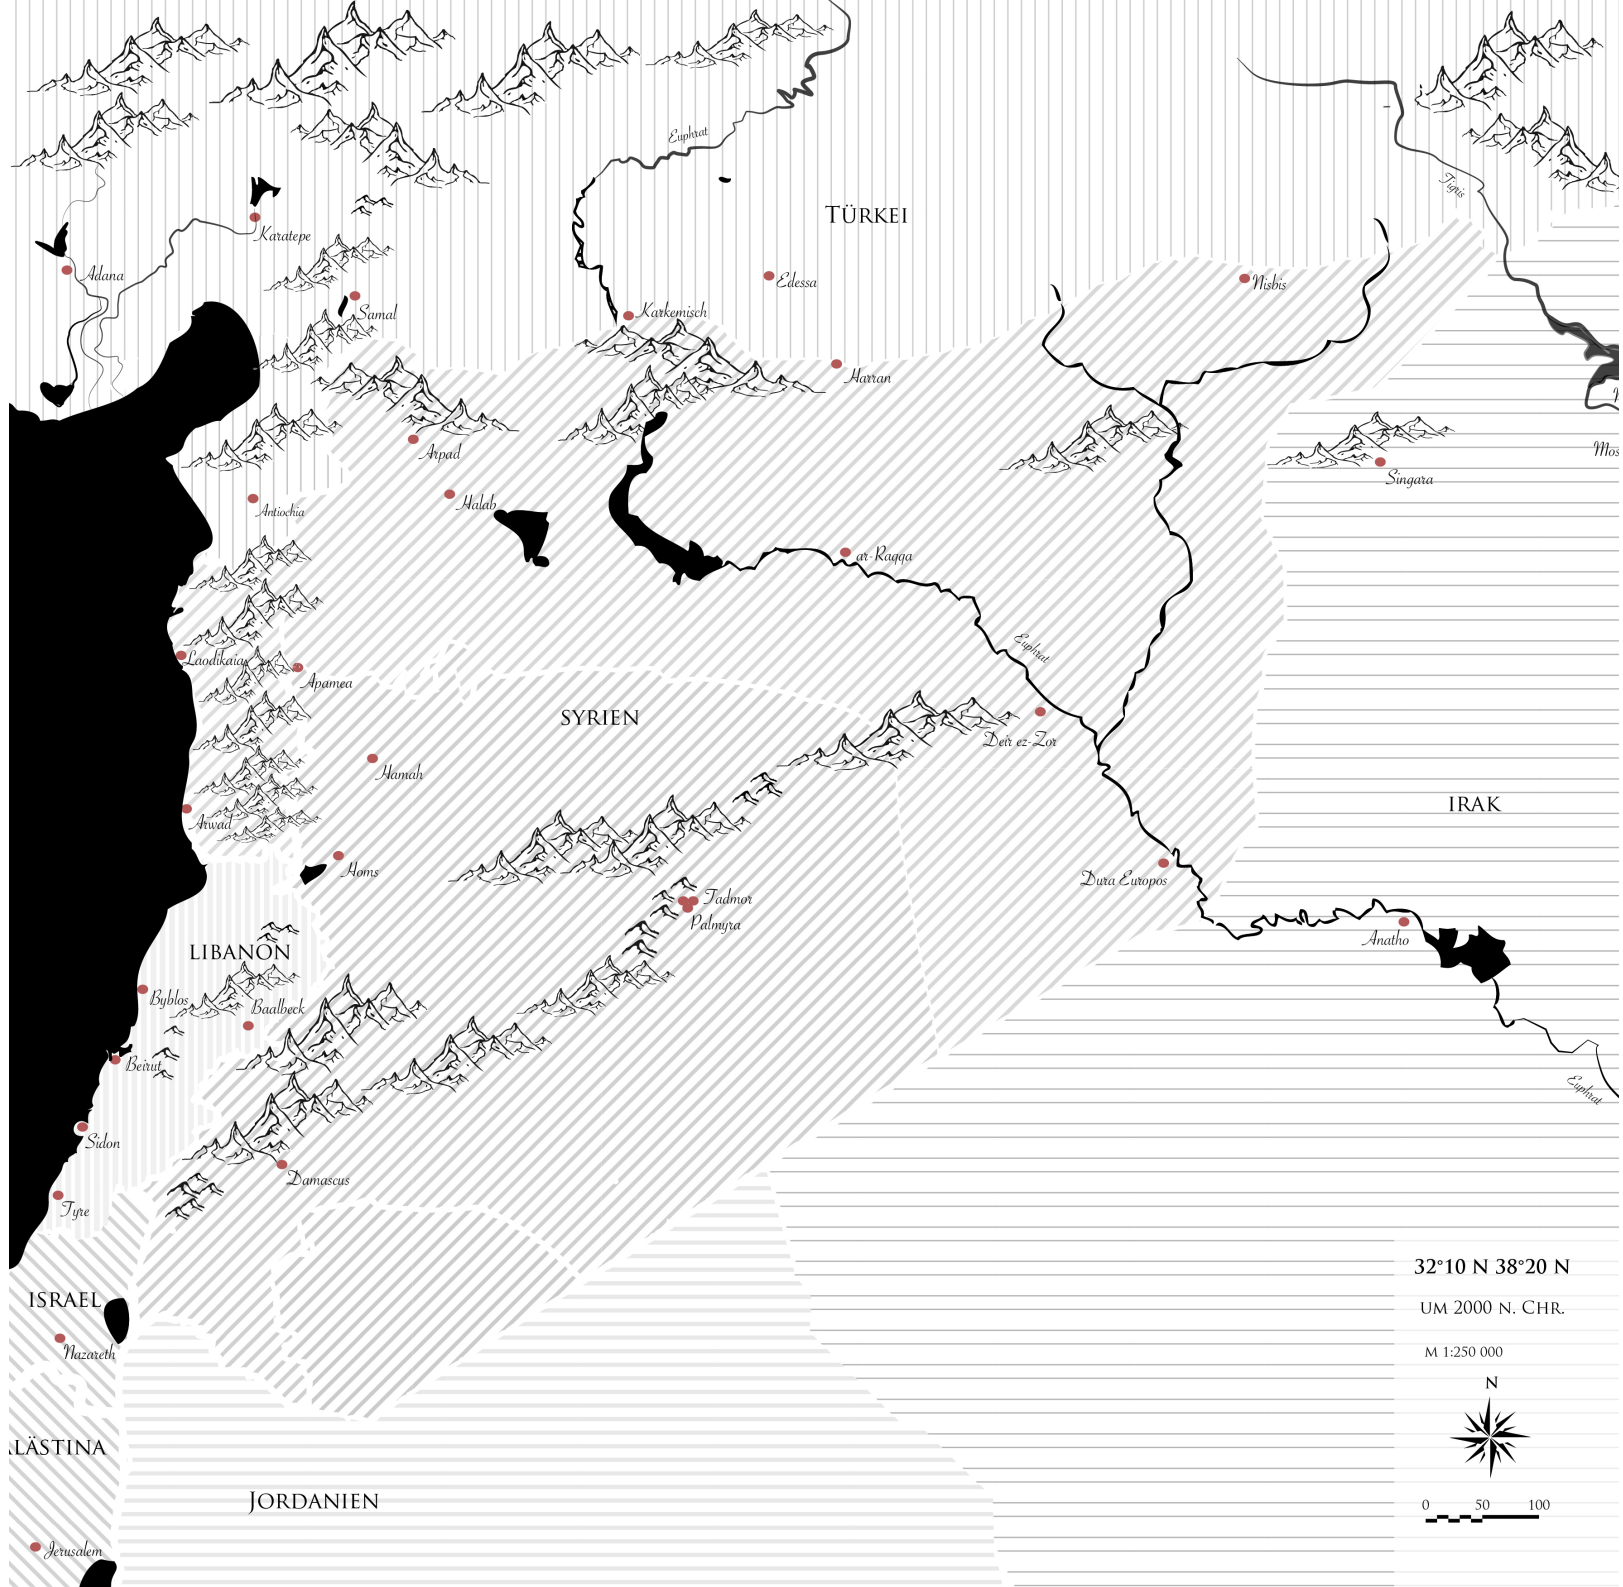 Euphrat
Tigris
TÜRKEI
Karatepe
Adana
Edessa
Nisbis
Samal
Karkemisch
Harran
Arpad
Mos
Singara
Halab
Antiochia
ar-Raqqa
Euphrat
Laodikaia
Apamea
SYRIEN
Deir ez-Zor
Hamah
IRAK
Arwad
Homs
Dura Europos
Tadmor
Palmyra
Anatho
LIBANON
Byblos
Baalbeck
Beirut
Euphrat
Sidon
Damascus
Tyre
32°10 N 38°20 N
ISRAEL
UM 2000 N. CHR.
Nazareth
M 1:250 000
N
LÄSTINA
JORDANIEN
0 50 100
Jerusalem